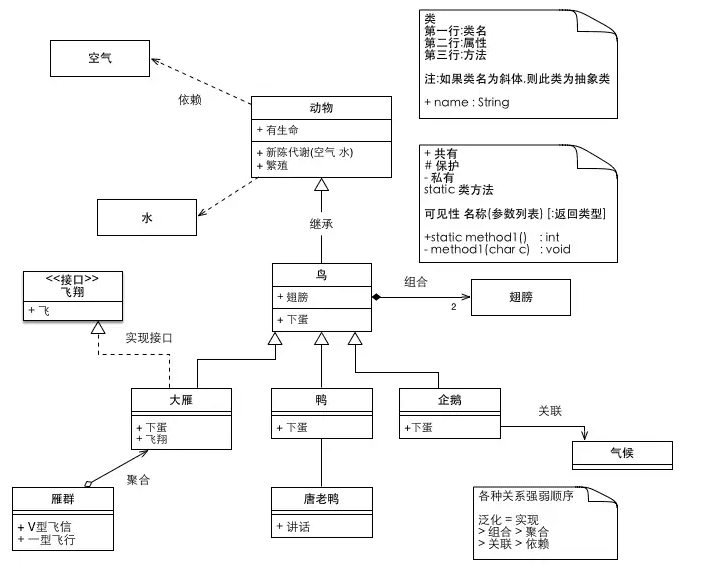 类
第一行:类名
第二行:属性
第三行:方法
注:如果类名为斜体,则此类为抽象类
+ name : String
空气
依赖
动物
+ 有生命
+ 新陈代谢(空气 水)
+ 繁殖
+ 共有
# 保护
- 私有
static 类方法
可见性 名称(参数列表) [:返回类型]
+static method1() : int
- method1(char c) : void
水
继承
<<接口>>
飞翔
+ 飞
鸟
+ 翅膀
+ 下蛋
组合
2
翅膀
实现接口
大雁
+ 下蛋
+ 飞翔
鸭
+ 下蛋
企鹅
+下蛋
关联
气候
聚合
雁群
+ V型飞信
+ 一型飞行
唐老鸭
+ 讲话
各种关系强弱顺序
泛化 = 实现
> 组合 > 聚合
> 关联 > 依赖